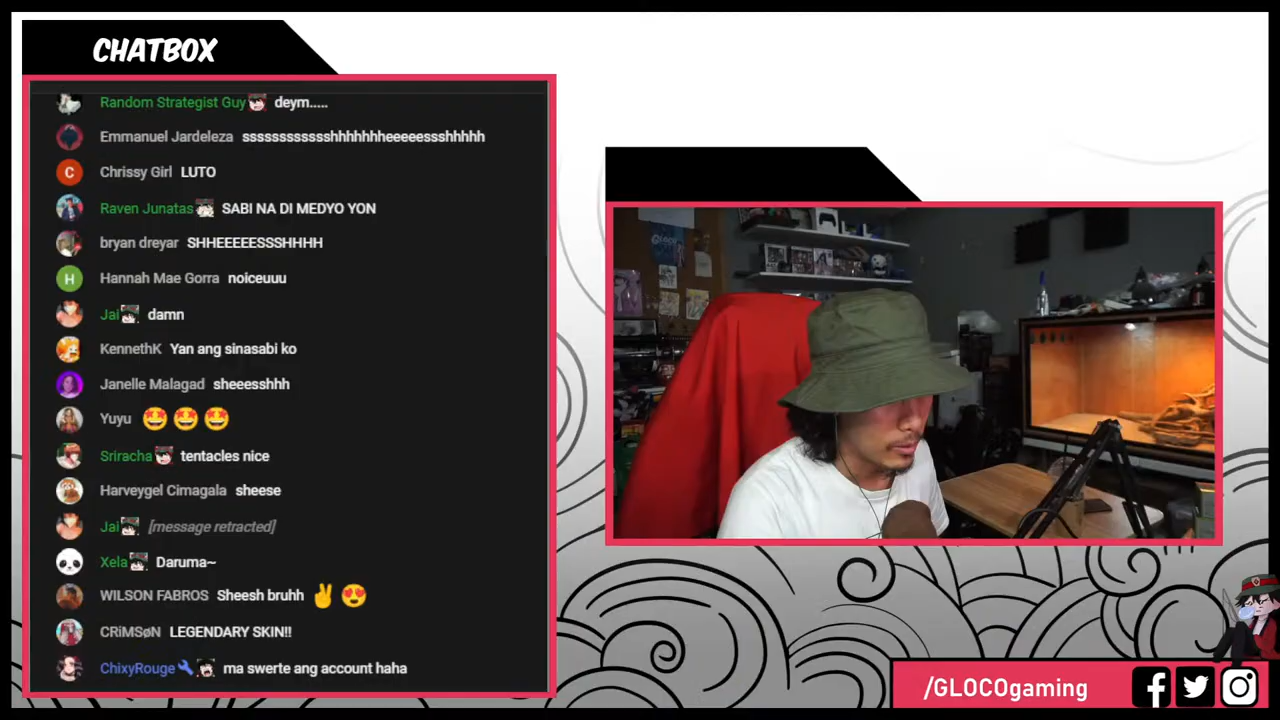 CHATBOX
Random Strategist Guy deym.....
Emmanuel Jardeleza sssssssssssshhhhhhheeeeessshhhhh
Chrissy Girl LUTO
Raven Junatas SABI NA DI MEDYO YON
bryan dreyar SHHEEEEESSSHHHH
Hannah Mae Gorra noiceuuu
Jai damn
KennethK Yan ang sinasabi ko
Janelle Malagad sheeesshhh
Yuyu 🤩🤩🤩
Sriracha tentacles nice
Harveygel Cimagala sheese
Jai [message retracted]
Xela Daruma~
WILSON FABROS Sheesh bruhh ✌️😍
CRiMSøN LEGENDARY SKIN!!
ChixyRouge ma swerte ang account haha
/GLOCOgaming